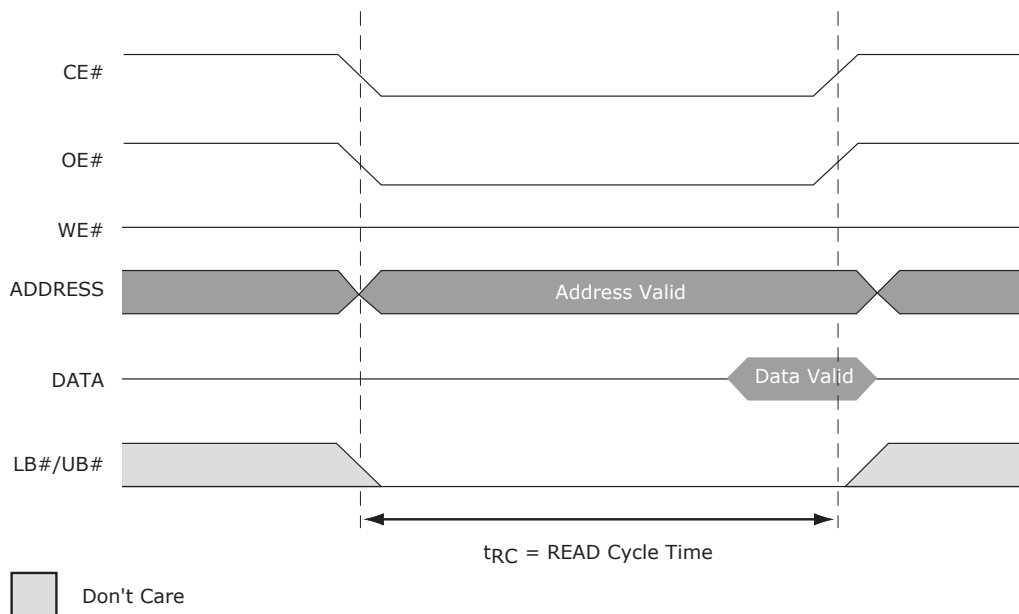 CE#
OE#
WE#
ADDRESS
Address Valid
DATA
Data Valid
LB#/UB#
tRC = READ Cycle Time
Don't Care